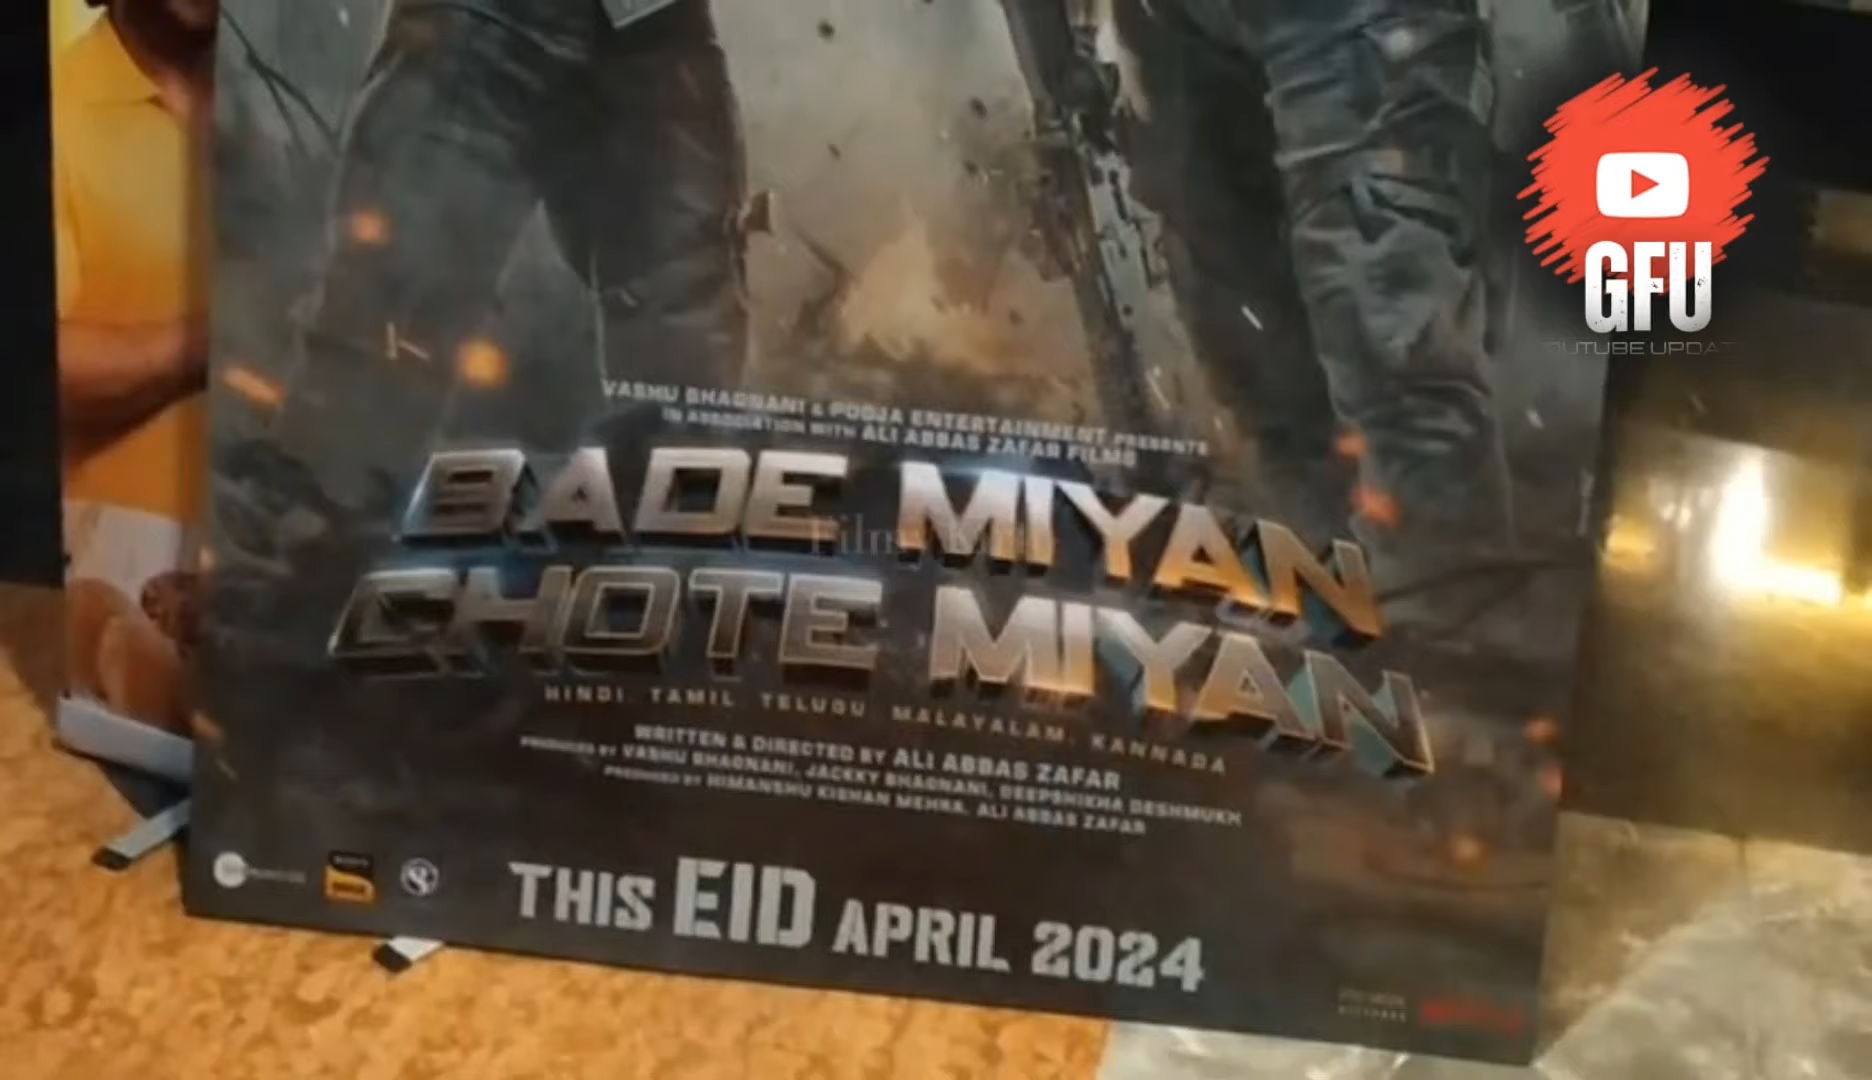 GFU
YOUTUBE UPDAT
VASHU BHAGNANI & POOJA ENTERTAINMENT PRESENTS
IN ASSOCIATION WITH ALI ABBAS ZAFAR FILMS
BADE MIYAN
CHOTE MIYAN
HINDI. TAMIL TELUGU MALAYALAM. KANNADA
WRITTEN & DIRECTED BY ALI ABBAS ZAFAR
PRODUCED BY VASHU BHAGNANI, JACKKY BHAGNANI, DEEPSHIKHA DESHMUKH
PRODUCED BY HIMANSHU KISHAN MEHRA, ALI ABBAS ZAFAR
THIS EID APRIL 2024